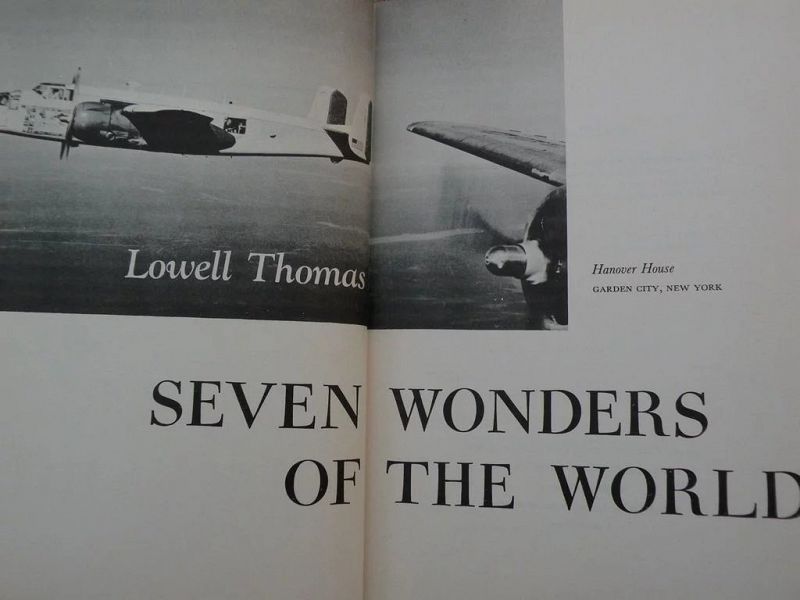 Lowell Thomas
Hanover House
GARDEN CITY, NEW YORK
SEVEN WONDERS
OF THE WORLD